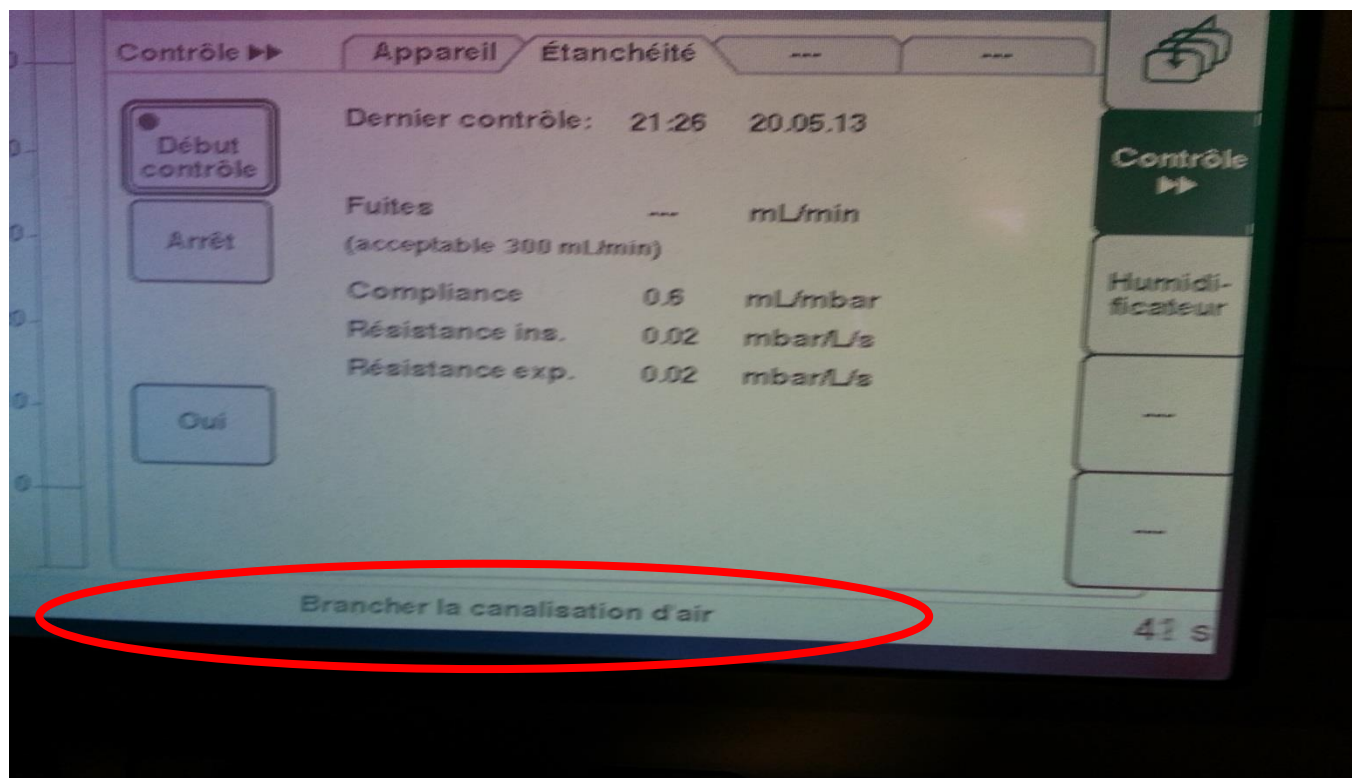 Contrôle ▶▶ Appareil Étanchéité --- ---
Début
contrôle
Dernier contrôle: 21:26 20.05.13
Contrôle
▶▶
Arrêt
Fuites --- mL/min
(acceptable 300 mL/min)
Humidi-
ficateur
Compliance 0.6 mL/mbar
Résistance ins. 0.02 mbar/L/s
Résistance exp. 0.02 mbar/L/s
Oui
---
---
Brancher la canalisation d'air
s